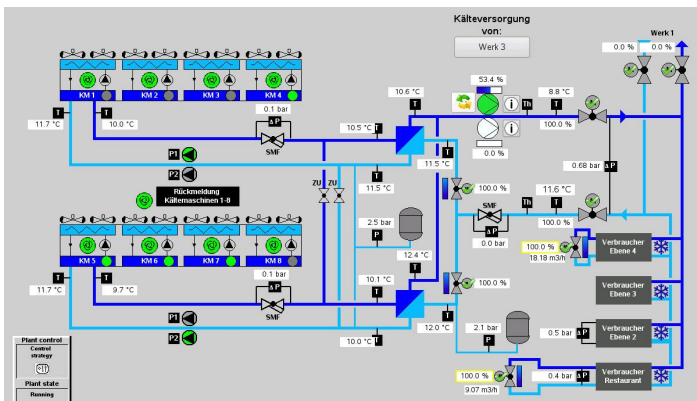 Kälteversorgung
von:
Werk 3
Werk 1
0.0 %
0.0 %
53.4 %
KM 1
KM 2
KM 3
KM 4
10.6 °C
Th
8.8 °C
T
T
T
T
i
0.1 bar
Δ P
100.0 %
11.7 °C
10.0 °C
10.5 °C
T
i
SMF
0.0 %
P1
11.5 °C
T
0.68 bar
Δ P
P2
T
11.5 °C
ZU
ZU
100.0 %
11.6 °C
Rückmeldung
Kältemaschinen 1-8
SMF
Th
T
2.5 bar
P
Δ P
100.0 %
0.0 bar
100.0 %
Verbraucher
Ebene 4
18.18 m3/h
12.4 °C
T
KM 5
KM 6
KM 7
KM 8
10.1 °C
T
100.0 %
Verbraucher
Ebene 3
T
T
0.1 bar
Δ P
11.7 °C
9.7 °C
SMF
T
12.0 °C
2.1 bar
P
0.5 bar
Δ P
Verbraucher
Ebene 2
P1
P2
10.0 °C
T
Plant control
Control
strategy
Plant state
Running
100.0 %
9.07 m3/h
0.4 bar
Δ P
Verbraucher
Restaurant